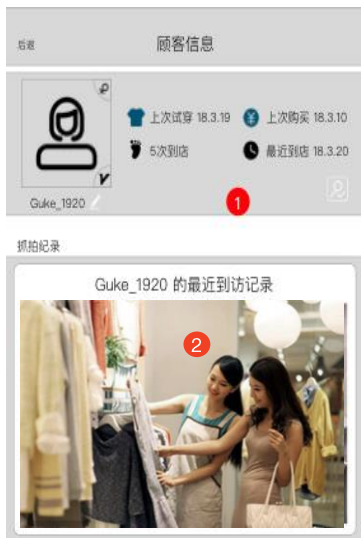 后退
顾客信息
上次试穿 18.3.19
上次购买 18.3.10
5次到店
最近到店 18.3.20
Guke_1920
1
抓拍纪录
Guke_1920 的最近到访记录
2